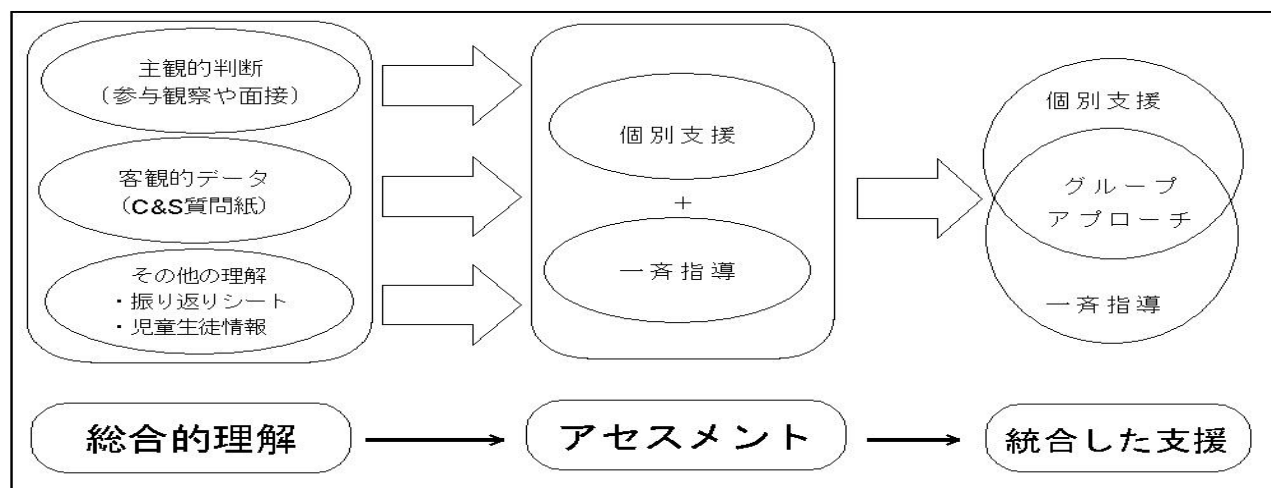 主観的判断
(参与観察や面接)
客観的データ
(C&S質問紙)
その他の理解
・振り返りシート
・児童生徒情報
個別支援
+
一斉指導
個別支援
グループ
アプローチ
一斉指導
総合的理解
アセスメント
統合した支援